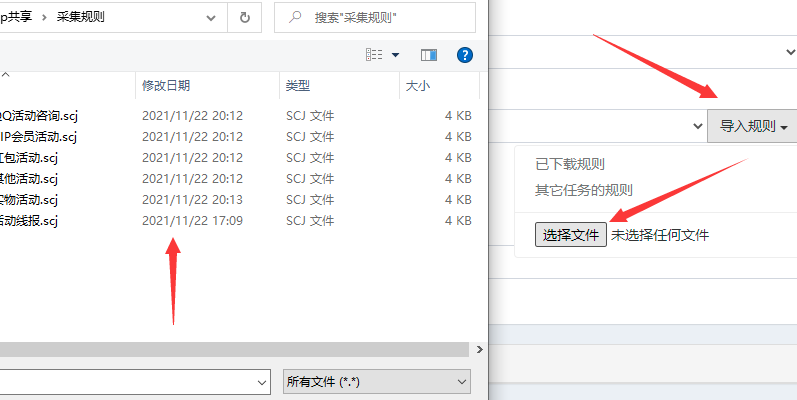 p共享 › 采集规则
搜索"采集规则"
修改日期 类型 大小
Q活动咨询.scj 2021/11/22 20:12 SCJ 文件 4 KB
IP会员活动.scj 2021/11/22 20:12 SCJ 文件 4 KB
红包活动.scj 2021/11/22 20:12 SCJ 文件 4 KB
其他活动.scj 2021/11/22 20:12 SCJ 文件 4 KB
实物活动.scj 2021/11/22 20:13 SCJ 文件 4 KB
活动线报.scj 2021/11/22 17:09 SCJ 文件 4 KB
所有文件 (*.*)
导入规则
已下载规则
其它任务的规则
选择文件 未选择任何文件